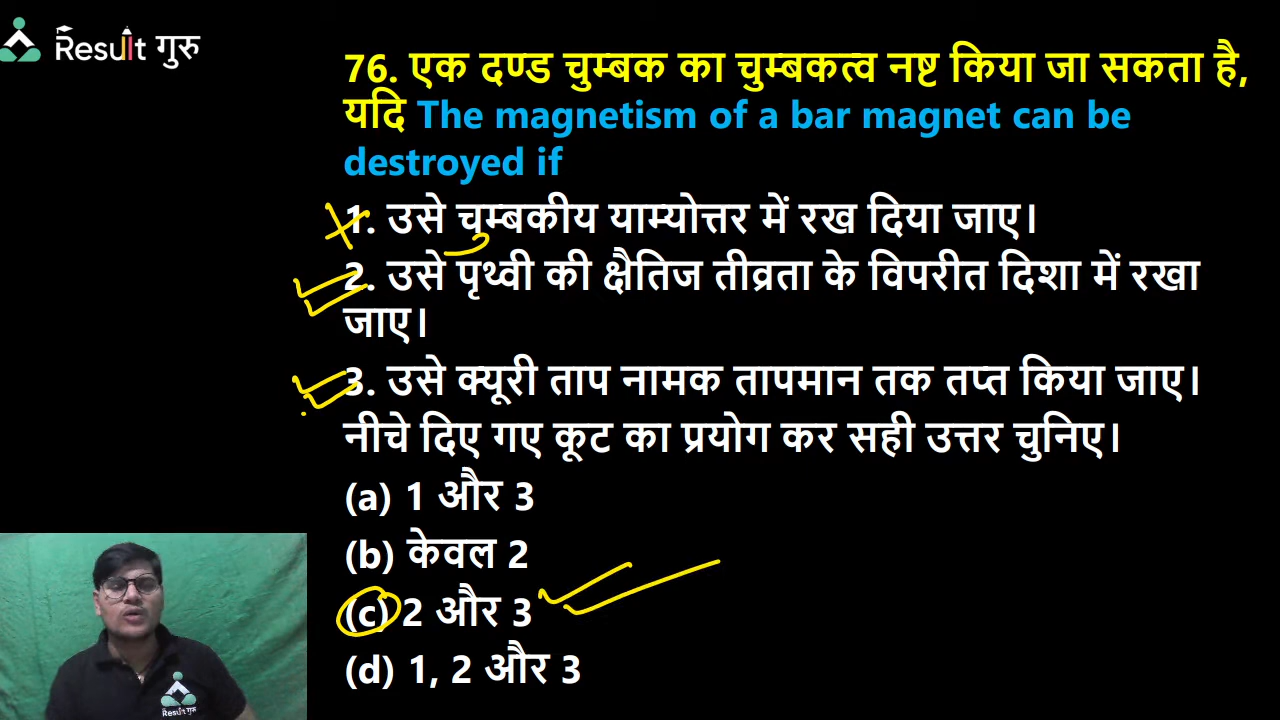 Result गुरु
76. एक दण्ड चुम्बक का चुम्बकत्व नष्ट किया जा सकता है,
यदि The magnetism of a bar magnet can be
destroyed if
1. उसे चुम्बकीय याम्योत्तर में रख दिया जाए।
2. उसे पृथ्वी की क्षैतिज तीव्रता के विपरीत दिशा में रखा
जाए।
3. उसे क्यूरी ताप नामक तापमान तक तप्त किया जाए।
नीचे दिए गए कूट का प्रयोग कर सही उत्तर चुनिए।
(a) 1 और 3
(b) केवल 2
(c) 2 और 3
(d) 1, 2 और 3
Result गुरु